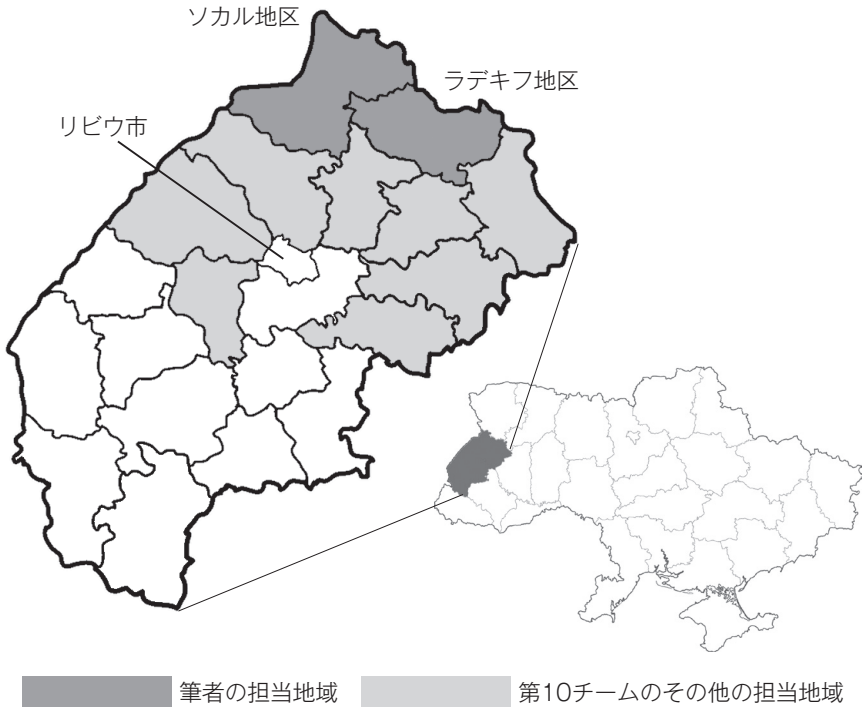 ソカル地区
ラデキフ地区
リビウ市
筆者の担当地域
第10チームのその他の担当地域